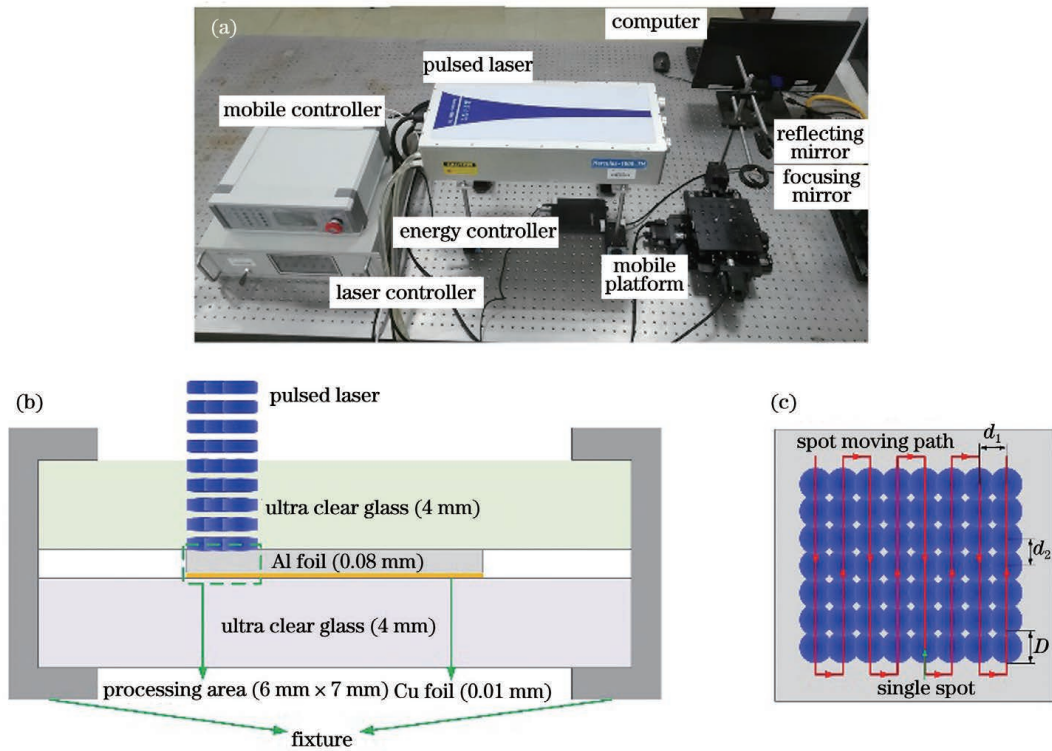 (a)
computer
pulsed laser
mobile controller
reflecting
mirror
focusing
mirror
CAUTION
energy controller
mobile
platform
laser controller
(b)
pulsed laser
ultra clear glass (4 mm)
Al foil (0.08 mm)
ultra clear glass (4 mm)
processing area (6 mm × 7 mm) Cu foil (0.01 mm)
fixture
(c)
spot moving path
d1
d2
D
single spot